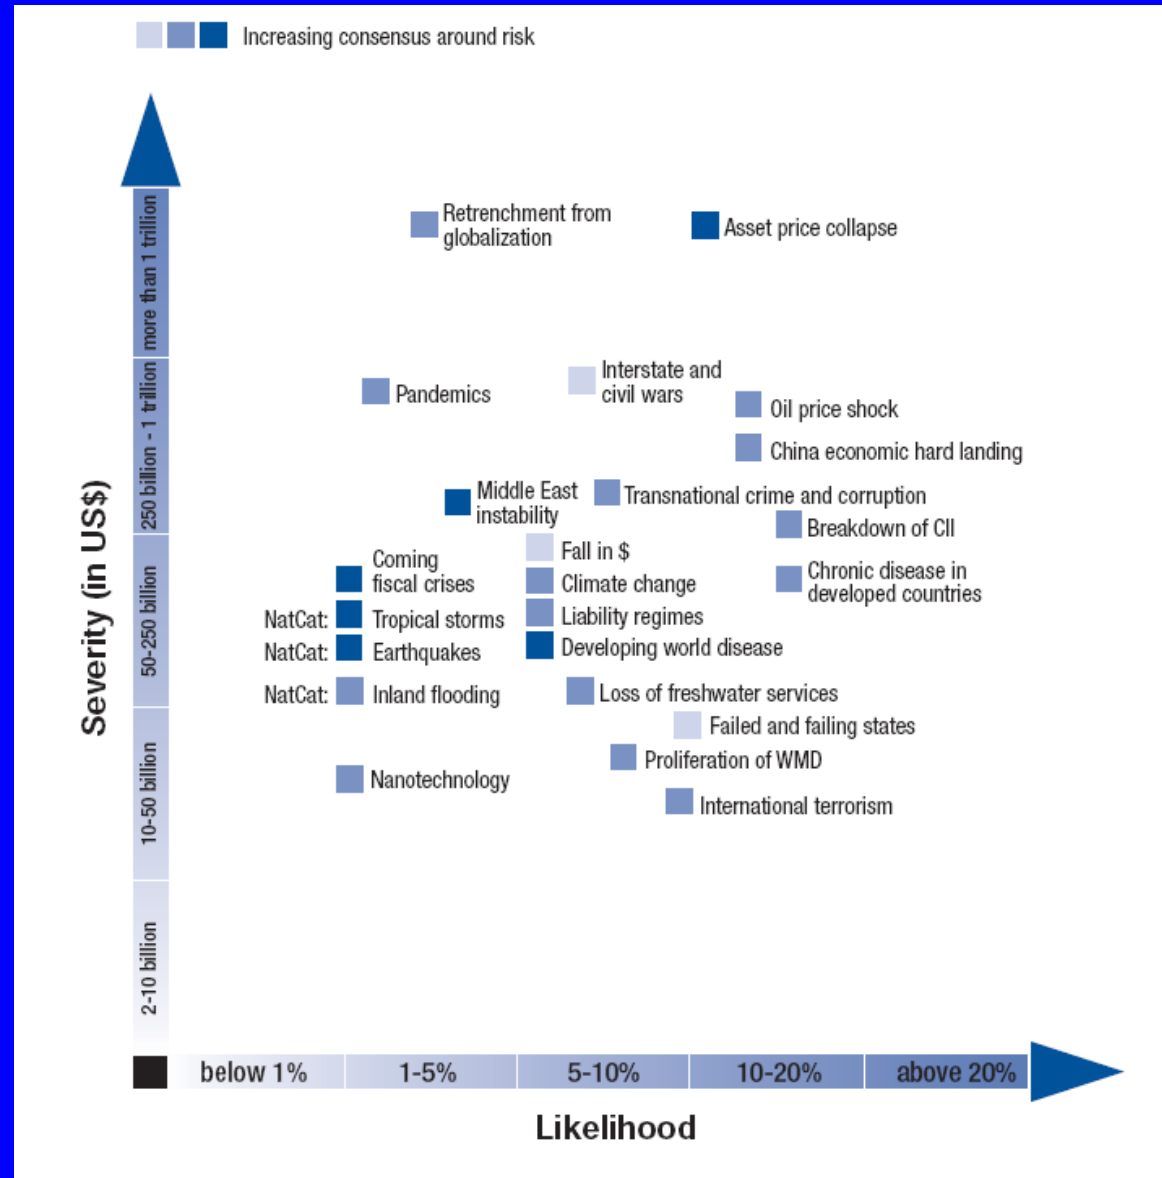 Increasing consensus around risk
Retrenchment from
globalization
Asset price collapse
Pandemics
Interstate and
civil wars
Oil price shock
China economic hard landing
Middle East
instability
Transnational crime and corruption
Breakdown of CII
Fall in $
Coming
fiscal crises
Climate change
Chronic disease in
developed countries
NatCat: Tropical storms
Liability regimes
NatCat: Earthquakes
Developing world disease
NatCat: Inland flooding
Loss of freshwater services
Failed and failing states
Proliferation of WMD
Nanotechnology
International terrorism
Severity (in US$)
more than 1 trillion
250 billion - 1 trillion
50-250 billion
10-50 billion
2-10 billion
below 1%
1-5%
5-10%
10-20%
above 20%
Likelihood